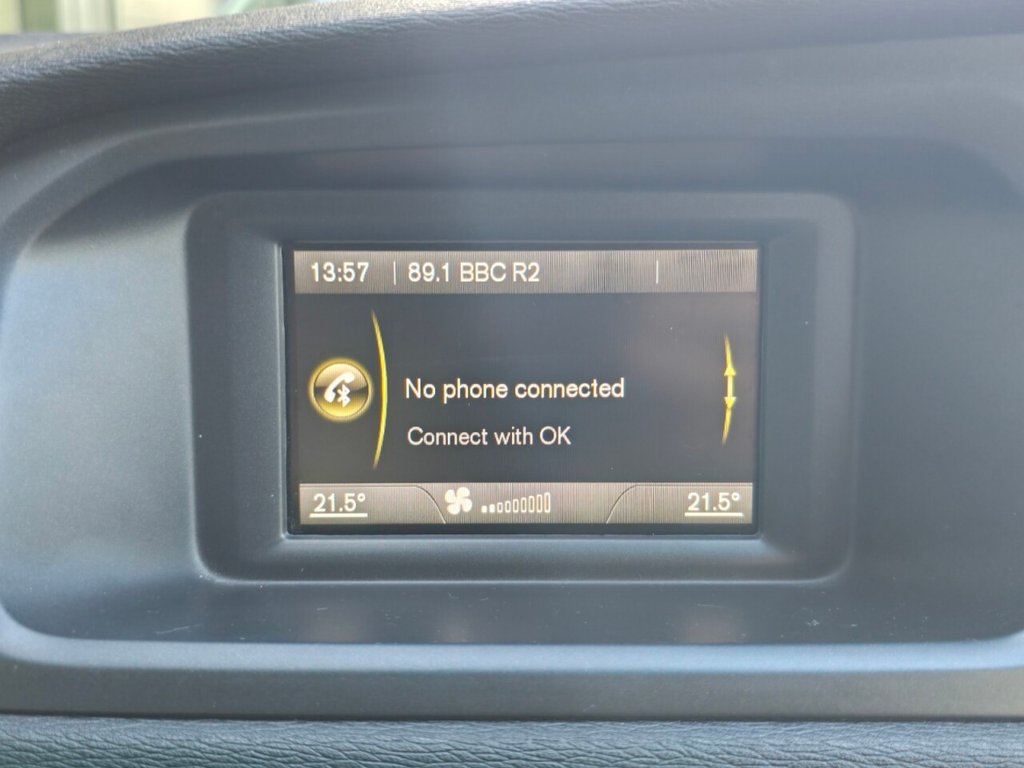 13:57 | 89.1 BBC R2 |
No phone connected
Connect with OK
21.5° 21.5°